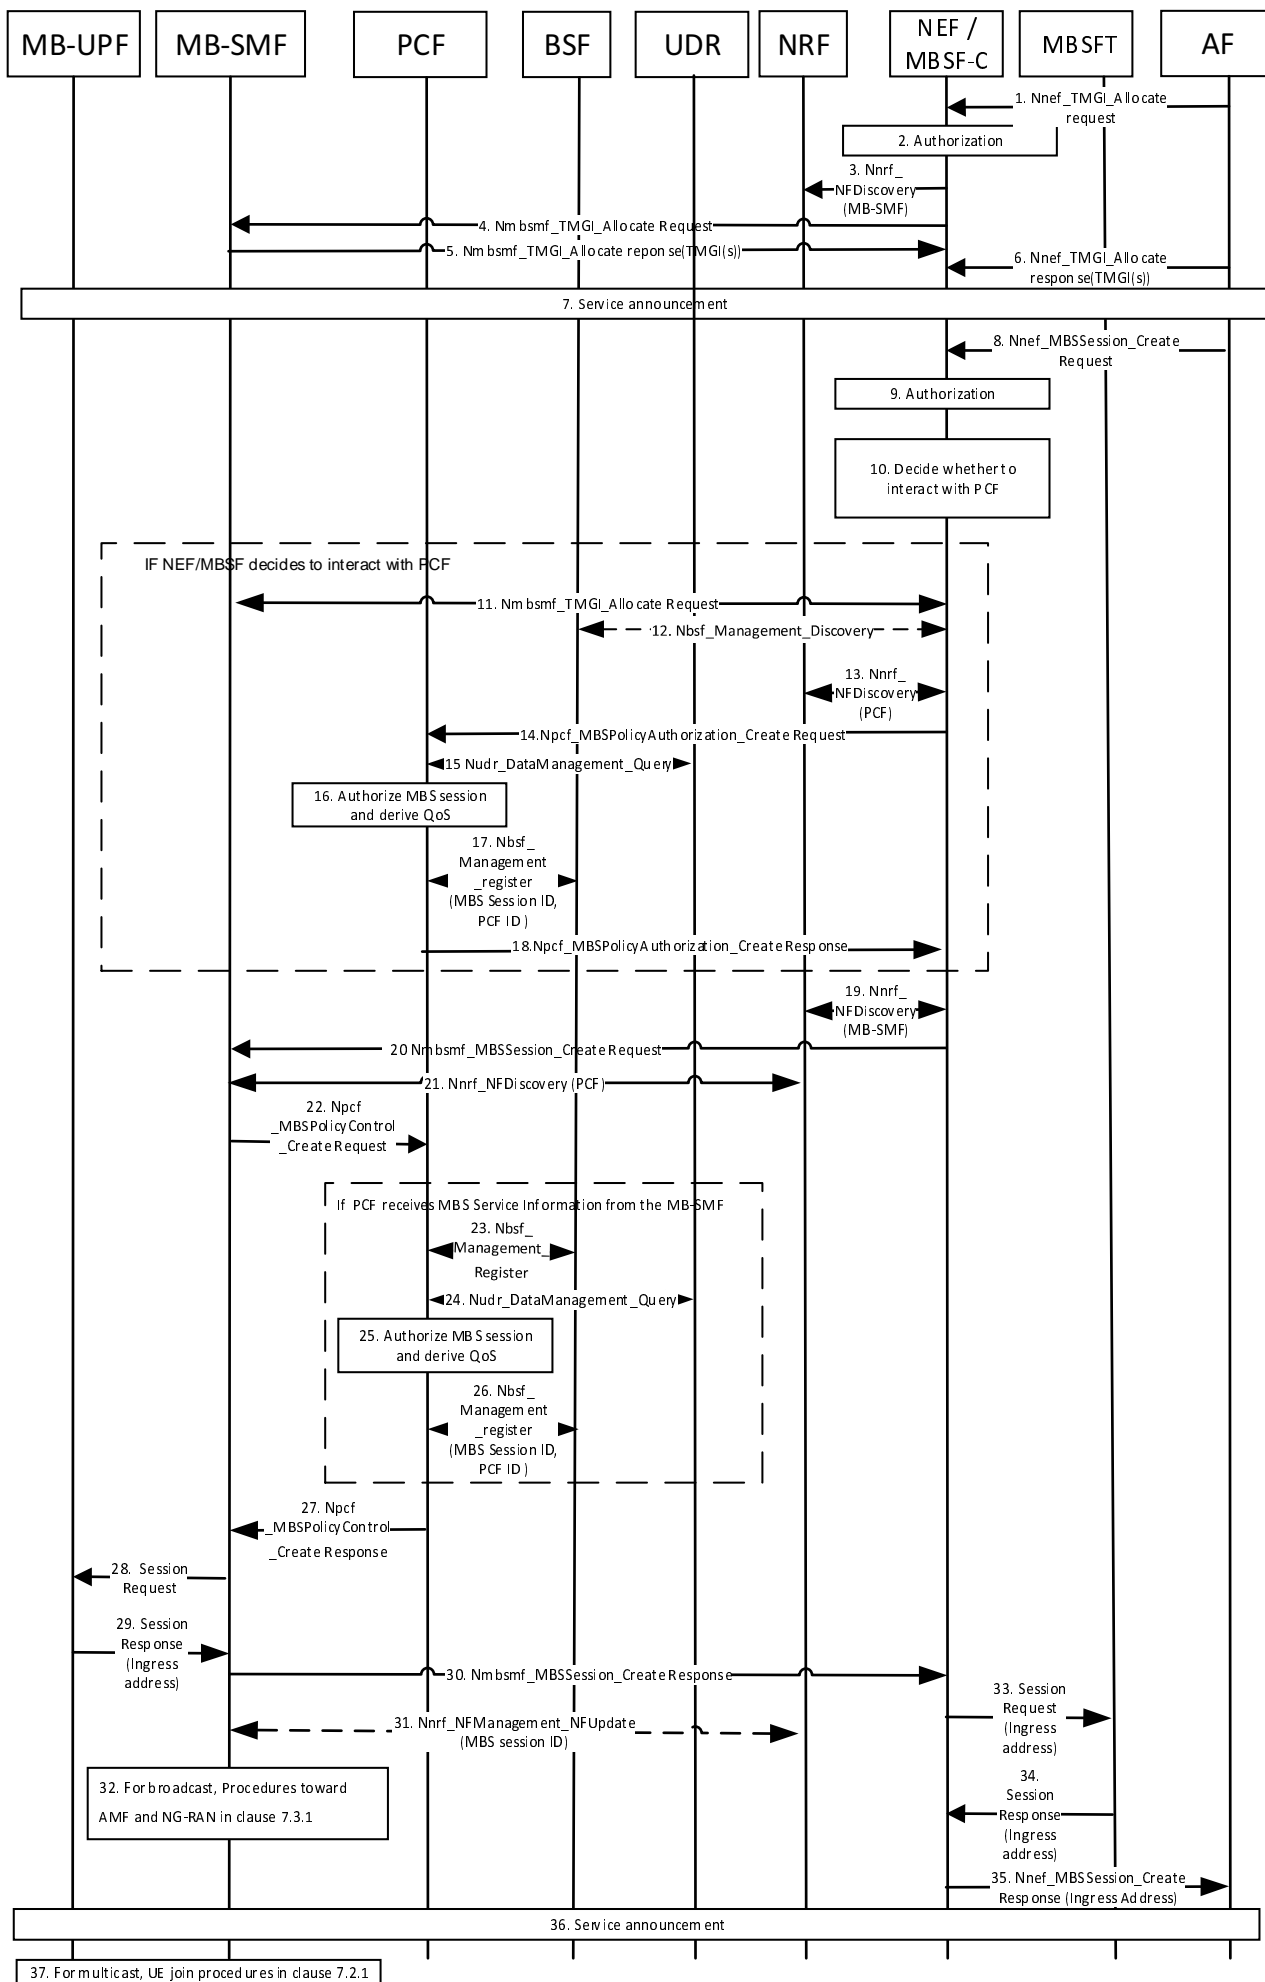 MB-UPF
MB-SMF
PCF
BSF
UDR
NRF
NEF /
MBSF-C
MBSFT
AF
1. Nnef_TMGI_Allocate
request
2. Authorization
3. Nnrf_
NFDiscovery
(MB-SMF)
4. Nmbsmf_TMGI_Allocate Request
5. Nmbsmf_TMGI_Allocate reponse(TMGI(s))
6. Nnef_TMGI_Allocate
response(TMGI(s))
7. Service announcement
8. Nnef_MBSSession_Create
Request
9. Authorization
10. Decide whether to
interact with PCF
IF NEF/MBSF decides to interact with PCF
11. Nmbsmf_TMGI_Allocate Request
12. Nbsf_Management_Discovery
13. Nnrf_
NFDiscovery
(PCF)
14.Npcf_MBSPolicyAuthorization_Create Request
15 Nudr_DataManagement_Query
16. Authorize MBS session
and derive QoS
17. Nbsf_
Management
_register
(MBS Session ID,
PCF ID )
18.Npcf_MBSPolicyAuthorization_Create Response
19. Nnrf_
NFDiscovery
(MB-SMF)
20 Nmbsmf_MBSSession_Create Request
21. Nnrf_NFDiscovery (PCF)
22. Npcf
_MBSPolicyControl
_Create Request
If PCF receives MBS Service Information from the MB-SMF
23. Nbsf_
Management_
Register
24. Nudr_DataManagement_Query
25. Authorize MBS session
and derive QoS
26. Nbsf_
Management
_register
(MBS Session ID,
PCF ID )
27. Npcf
_MBSPolicyControl
_Create Response
28. Session
Request
29. Session
Response
(Ingress
address)
30. Nmbsmf_MBSSession_Create Response
31. Nnrf_NFManagement_NFUpdate
(MBS session ID)
32. For broadcast, Procedures toward
AMF and NG-RAN in clause 7.3.1
33. Session
Request
(Ingress
address)
34.
Session
Response
(Ingress
address)
35. Nnef_MBSSession_Create
Response (Ingress Address)
36. Service announcement
37. For multicast, UE join procedures in clause 7.2.1